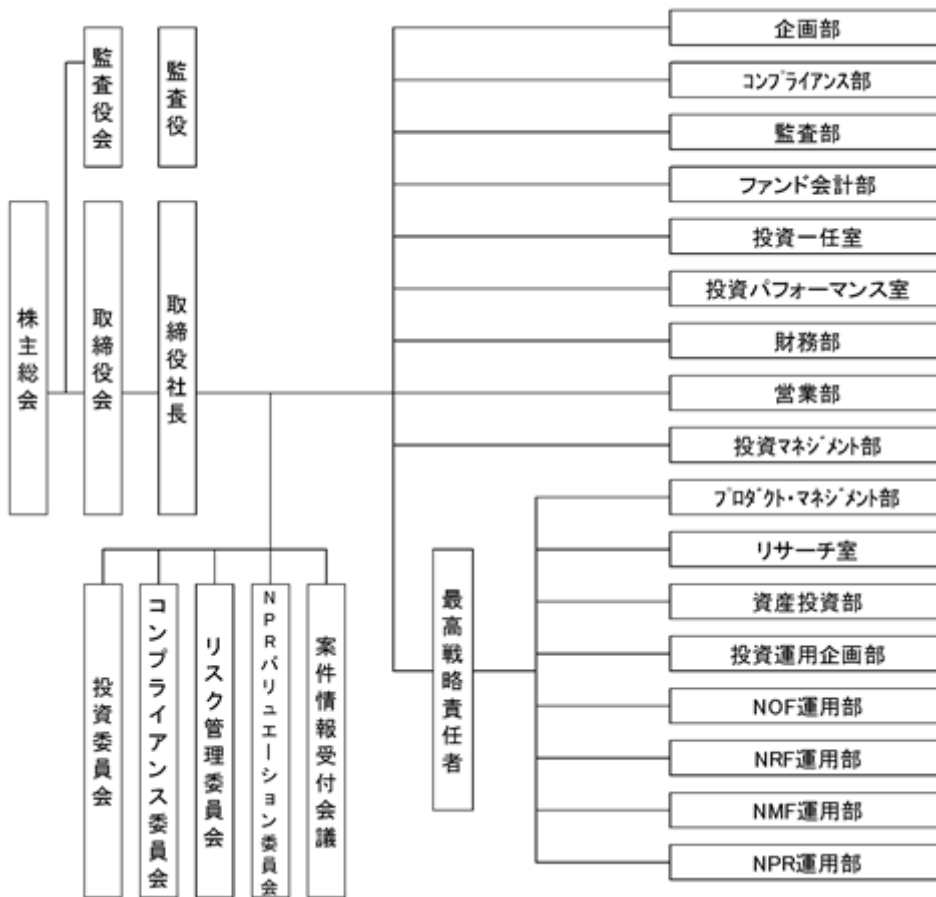 株主総会
監査役会
監査役
取締役会
取締役社長
投資委員会
コンプライアンス委員会
リスク管理委員会
NPRバリュエーション委員会
案件情報受付会議
最高戦略責任者
企画部
コンプライアンス部
監査部
ファンド会計部
投資一任室
投資パフォーマンス室
財務部
営業部
投資マネジメント部
プロダクト・マネジメント部
リサーチ室
資産投資部
投資運用企画部
NOF運用部
NRF運用部
NMF運用部
NPR運用部